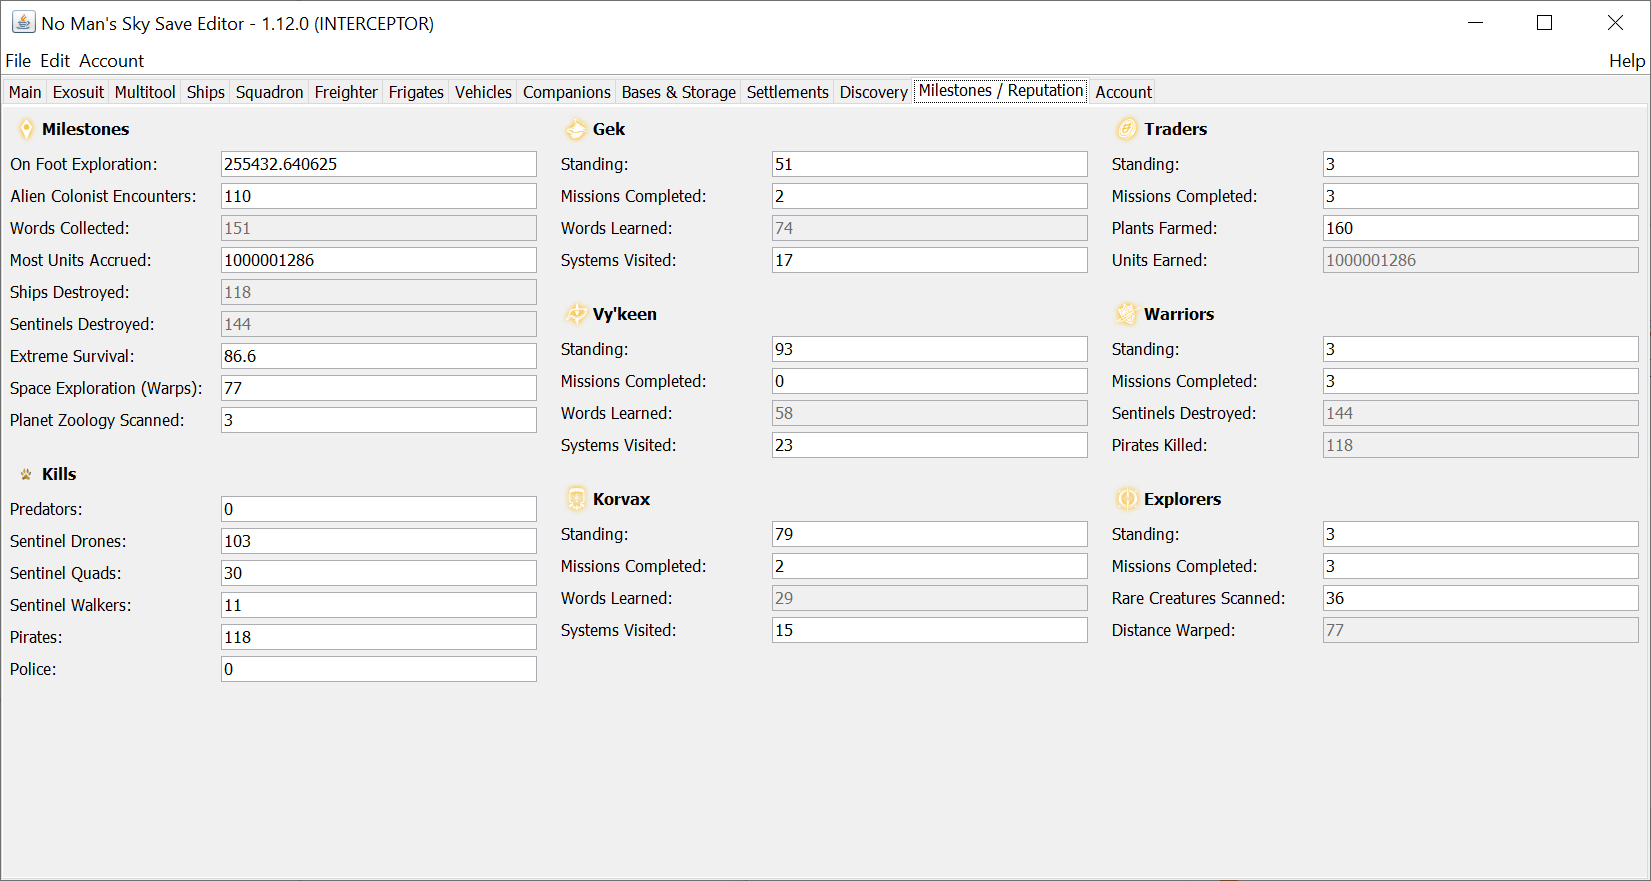 No Man's Sky Save Editor - 1.12.0 (INTERCEPTOR)
File Edit Account Help
Main Exosuit Multitool Ships Squadron Freighter Frigates Vehicles Companions Bases & Storage Settlements Discovery Milestones / Reputation Account
Milestones
On Foot Exploration: 255432.640625
Alien Colonist Encounters: 110
Words Collected: 151
Most Units Accrued: 1000001286
Ships Destroyed: 118
Sentinels Destroyed: 144
Extreme Survival: 86.6
Space Exploration (Warps): 77
Planet Zoology Scanned: 3
Kills
Predators: 0
Sentinel Drones: 103
Sentinel Quads: 30
Sentinel Walkers: 11
Pirates: 118
Police: 0
Gek
Standing: 51
Missions Completed: 2
Words Learned: 74
Systems Visited: 17
Vy'keen
Standing: 93
Missions Completed: 0
Words Learned: 58
Systems Visited: 23
Korvax
Standing: 79
Missions Completed: 2
Words Learned: 29
Systems Visited: 15
Traders
Standing: 3
Missions Completed: 3
Plants Farmed: 160
Units Earned: 1000001286
Warriors
Standing: 3
Missions Completed: 3
Sentinels Destroyed: 144
Pirates Killed: 118
Explorers
Standing: 3
Missions Completed: 3
Rare Creatures Scanned: 36
Distance Warped: 77